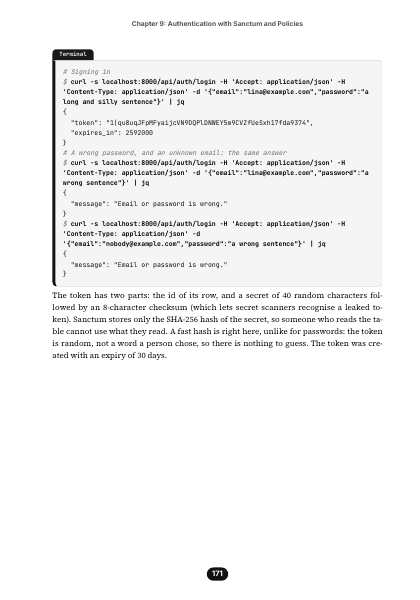 Chapter 9: Authentication with Sanctum and Policies
Terminal
# Signing in
$ curl -s localhost:8000/api/auth/login -H 'Accept: application/json' -H
'Content-Type: application/json' -d '{"email":"lina@example.com","password":"a
long and silly sentence"}' | jq
{
"token": "1|qu8uqJFpMFyaijcVN9DQPlDNWEY5m9CVZfUeSxh17fda9374",
"expires_in": 2592000
}
# A wrong password, and an unknown email: the same answer
$ curl -s localhost:8000/api/auth/login -H 'Accept: application/json' -H
'Content-Type: application/json' -d '{"email":"lina@example.com","password":"a
wrong sentence"}' | jq
{
"message": "Email or password is wrong."
}
$ curl -s localhost:8000/api/auth/login -H 'Accept: application/json' -H
'Content-Type: application/json' -d
'{"email":"nobody@example.com","password":"a wrong sentence"}' | jq
{
"message": "Email or password is wrong."
}
The token has two parts: the id of its row, and a secret of 40 random characters fol-
lowed by an 8-character checksum (which lets secret scanners recognise a leaked to-
ken). Sanctum stores only the SHA-256 hash of the secret, so someone who reads the ta-
ble cannot use what they read. A fast hash is right here, unlike for passwords: the token
is random, not a word a person chose, so there is nothing to guess. The token was cre-
ated with an expiry of 30 days.
171